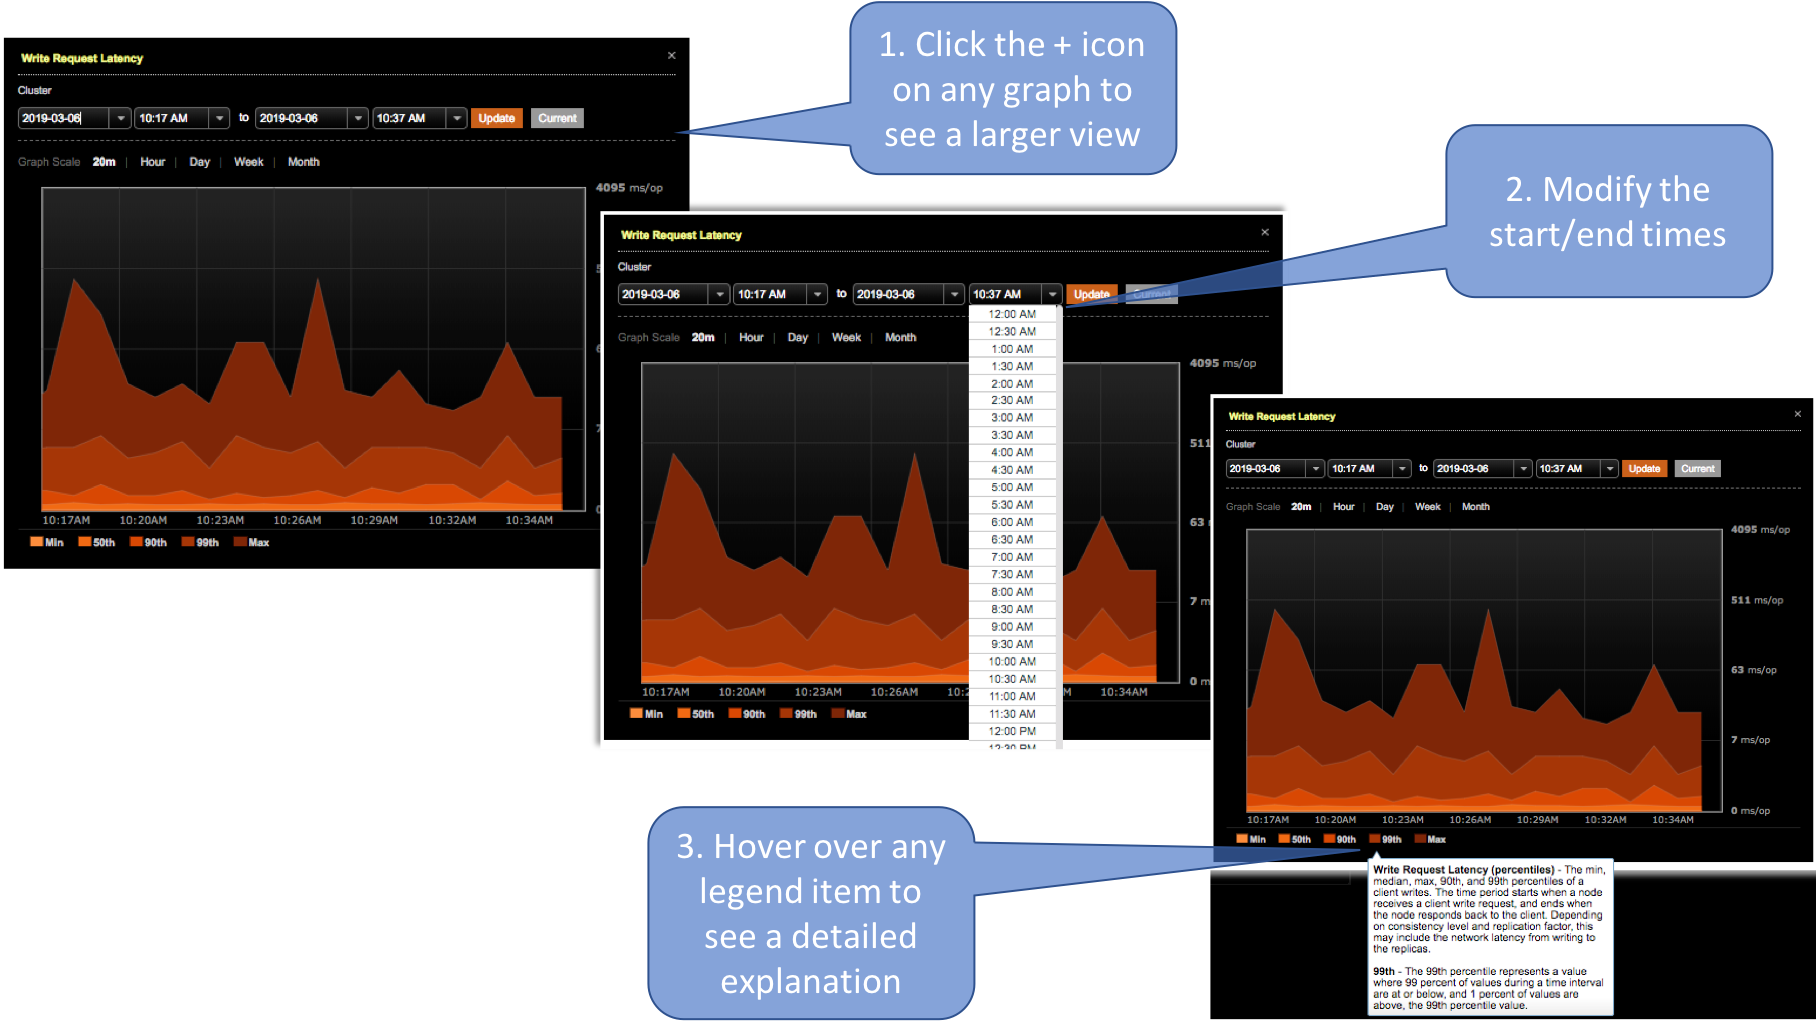 1. Click the + icon
on any graph to
see a larger view
Write Request Latency ×
Cluster
2019-03-06 10:17 AM to 2019-03-06 10:37 AM Update Current
Graph Scale 20m | Hour | Day | Week | Month
4095 ms/op
10:17AM 10:20AM 10:23AM 10:26AM 10:29AM 10:32AM 10:34AM
Min 50th 90th 99th Max
2. Modify the
start/end times
Write Request Latency ×
Cluster
2019-03-06 10:17 AM to 2019-03-06 10:37 AM Update Current
Graph Scale 20m | Hour | Day | Week | Month
12:00 AM
12:30 AM
1:00 AM
1:30 AM
2:00 AM
2:30 AM
3:00 AM
3:30 AM
4:00 AM
4:30 AM
5:00 AM
5:30 AM
6:00 AM
6:30 AM
7:00 AM
7:30 AM
8:00 AM
8:30 AM
9:00 AM
9:30 AM
10:00 AM
10:30 AM
11:00 AM
11:30 AM
12:00 PM
12:30 PM
4095 ms/op
511
63
7 m
0 m
10:17AM 10:20AM 10:23AM 10:26AM 10:2 M 10:34AM
Min 50th 90th 99th Max
Write Request Latency ×
Cluster
2019-03-06 10:17 AM to 2019-03-06 10:37 AM Update Current
Graph Scale 20m | Hour | Day | Week | Month
4095 ms/op
511 ms/op
63 ms/op
7 ms/op
0 ms/op
10:17AM 10:20AM 10:23AM 10:26AM 10:29AM 10:32AM 10:34AM
Min 50th 90th 99th Max
3. Hover over any
legend item to
see a detailed
explanation
Write Request Latency (percentiles) - The min,
median, max, 90th, and 99th percentiles of a
client writes. The time period starts when a node
receives a client write request, and ends when
the node responds back to the client. Depending
on consistency level and replication factor, this
may include the network latency from writing to
the replicas.
99th - The 99th percentile represents a value
where 99 percent of values during a time interval
are at or below, and 1 percent of values are
above, the 99th percentile value.